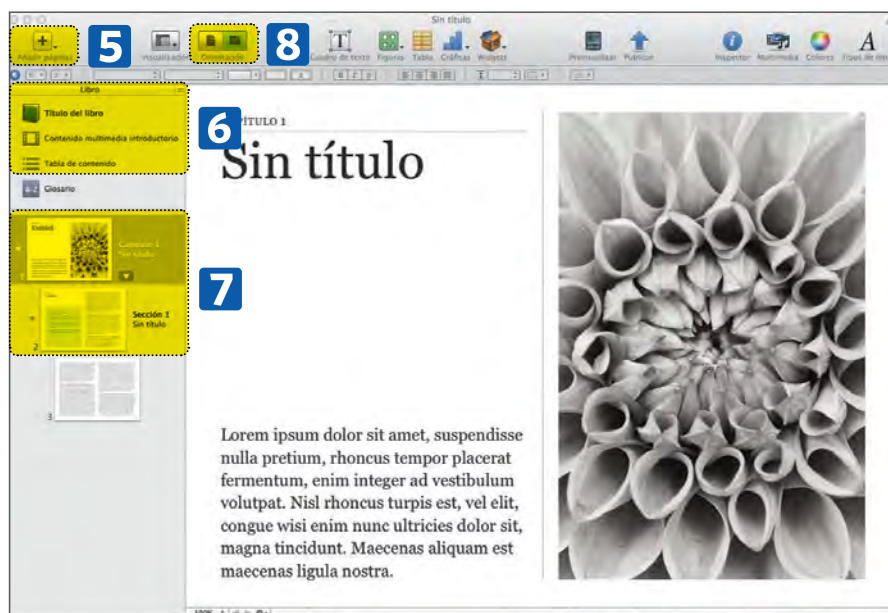 Sin título
Añadir páginas
5
Visualización
Orientación
8
Cuadro de texto
Figuras
Tabla
Gráficas
Widgets
Previsualizar
Publicar
Inspector
Multimedia
Colores
Libro
Título del libro
Contenido multimedia introductorio
Tabla de contenido
Glosario
6
Capítulo 1
Sin título
1
7
Sección 1
Sin título
2
3
CAPÍTULO 1
Sin título
Lorem ipsum dolor sit amet, suspendisse
nulla pretium, rhoncus tempor placerat
fermentum, enim integer ad vestibulum
volutpat. Nisl rhoncus turpis est, vel elit,
congue wisi enim nunc ultricies dolor sit,
magna tincidunt. Maecenas aliquam est
maecenas ligula nostra.
100%